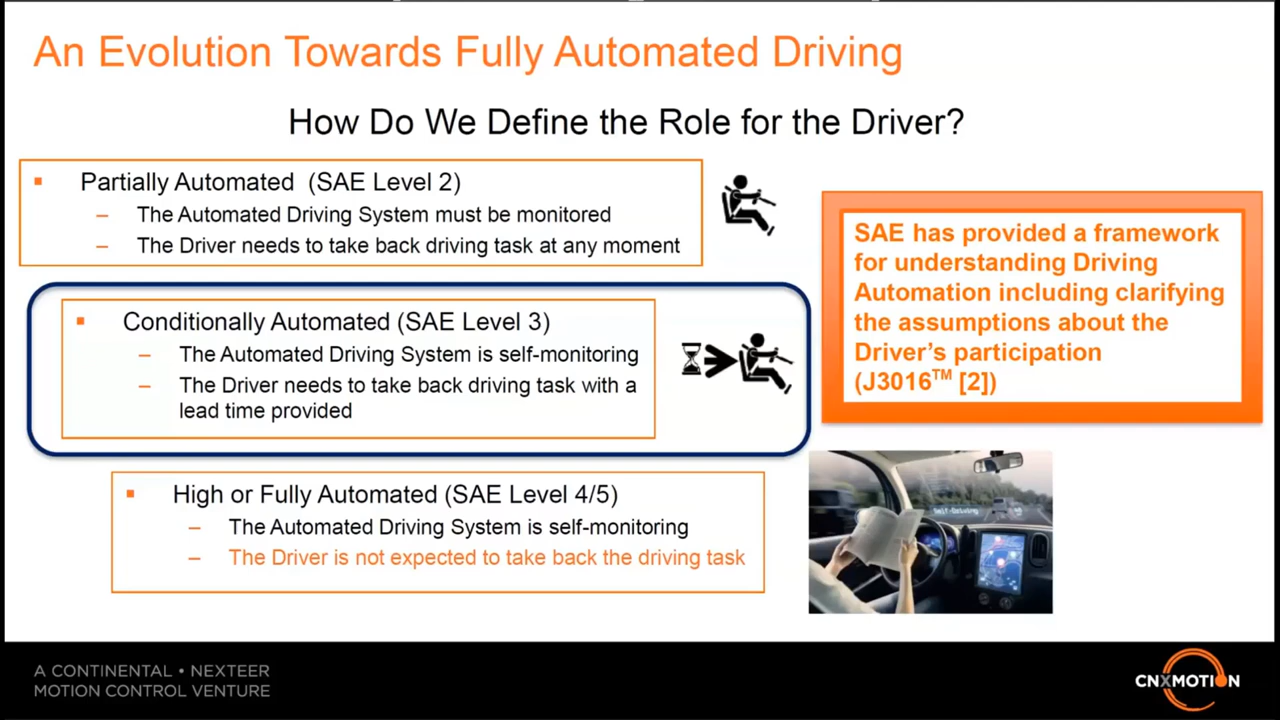 An Evolution Towards Fully Automated Driving
How Do We Define the Role for the Driver?
▪ Partially Automated (SAE Level 2)
– The Automated Driving System must be monitored
– The Driver needs to take back driving task at any moment
▪ Conditionally Automated (SAE Level 3)
– The Automated Driving System is self-monitoring
– The Driver needs to take back driving task with a
lead time provided
▪ High or Fully Automated (SAE Level 4/5)
– The Automated Driving System is self-monitoring
– The Driver is not expected to take back the driving task
SAE has provided a framework
for understanding Driving
Automation including clarifying
the assumptions about the
Driver's participation
(J3016™ [2])
Self-Driving
A CONTINENTAL • NEXTEER
MOTION CONTROL VENTURE
CNXMOTION